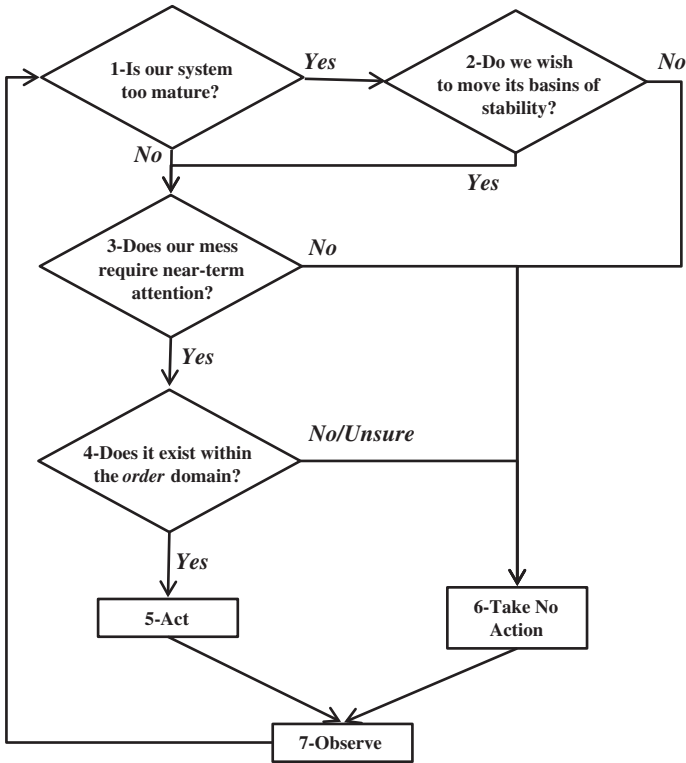 1-Is our system
too mature?
Yes
2-Do we wish
to move its basins of
stability?
No
No
Yes
3-Does our mess
require near-term
attention?
No
Yes
4-Does it exist within
the order domain?
No/Unsure
Yes
5-Act
6-Take No
Action
7-Observe